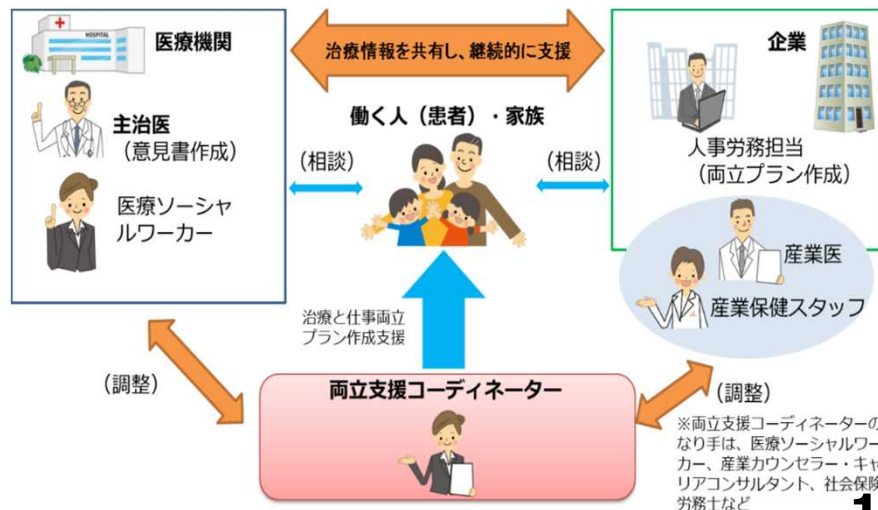 HOSPITAL
医療機関
治療情報を共有し、継続的に支援
企業
主治医
(意見書作成)
医療ソーシャ
ルワーカー
働く人（患者）・家族
(相談)
(相談)
人事労務担当
(両立プラン作成)
産業医
産業保健スタッフ
治療と仕事両立
プラン作成支援
(調整)
両立支援コーディネーター
(調整)
※両立支援コーディネーターの
なり手は、医療ソーシャルワー
カー、産業カウンセラー・キャ
リアコンサルタント、社会保険
労務士など